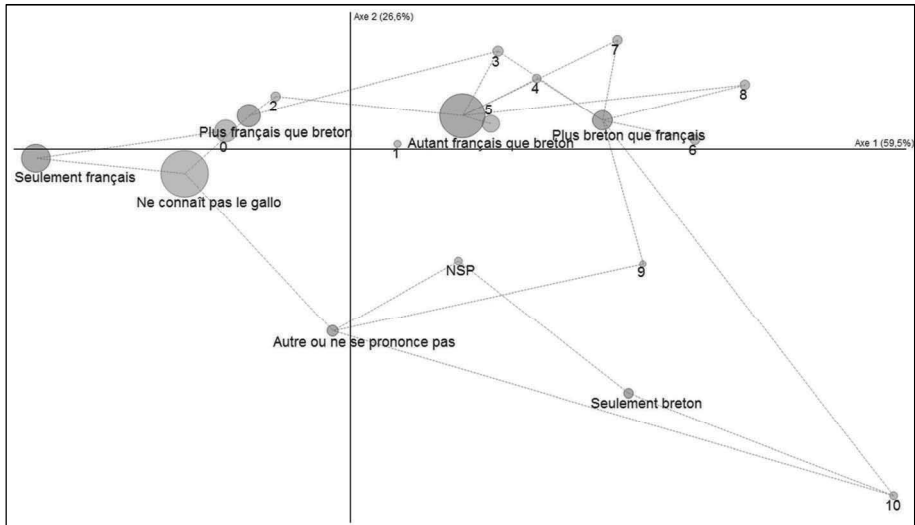 Axe 2 (26,6%)
7
3
4
8
2
5
Plus français que breton
Plus breton que français
0
Autant français que breton
1
6
Axe 1 (59,5%)
Seulement français
Ne connaît pas le gallo
NSP
9
Autre ou ne se prononce pas
Seulement breton
10